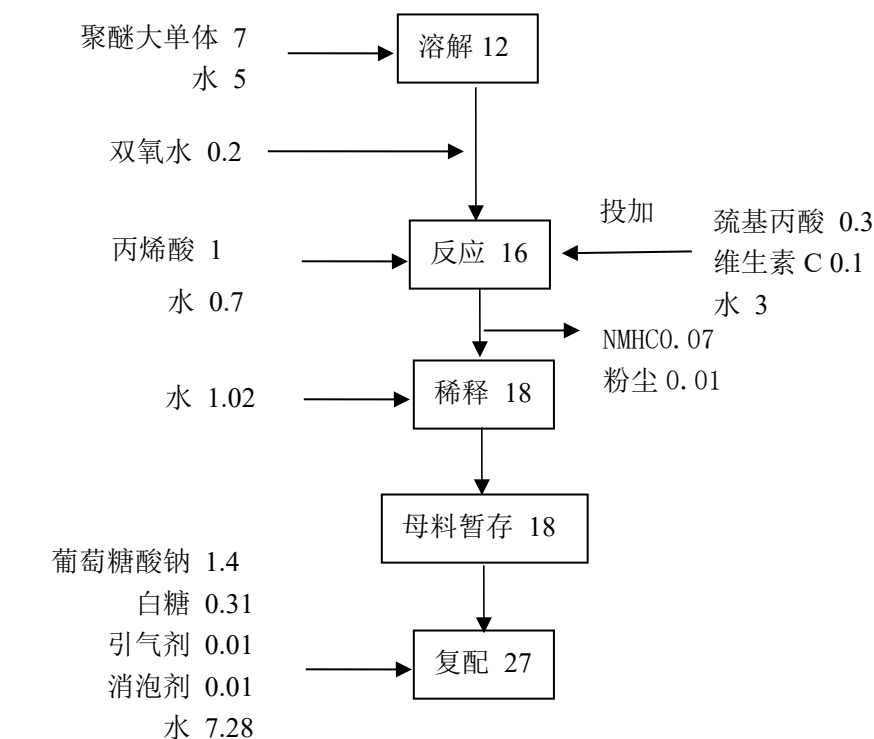 聚醚大单体 7
水 5
溶解 12
双氧水 0.2
投加
丙烯酸 1
水 0.7
反应 16
巯基丙酸 0.3
维生素 C 0.1
水 3
NMHC0.07
粉尘 0.01
水 1.02
稀释 18
母料暂存 18
葡萄糖酸钠 1.4
白糖 0.31
引气剂 0.01
消泡剂 0.01
水 7.28
复配 27